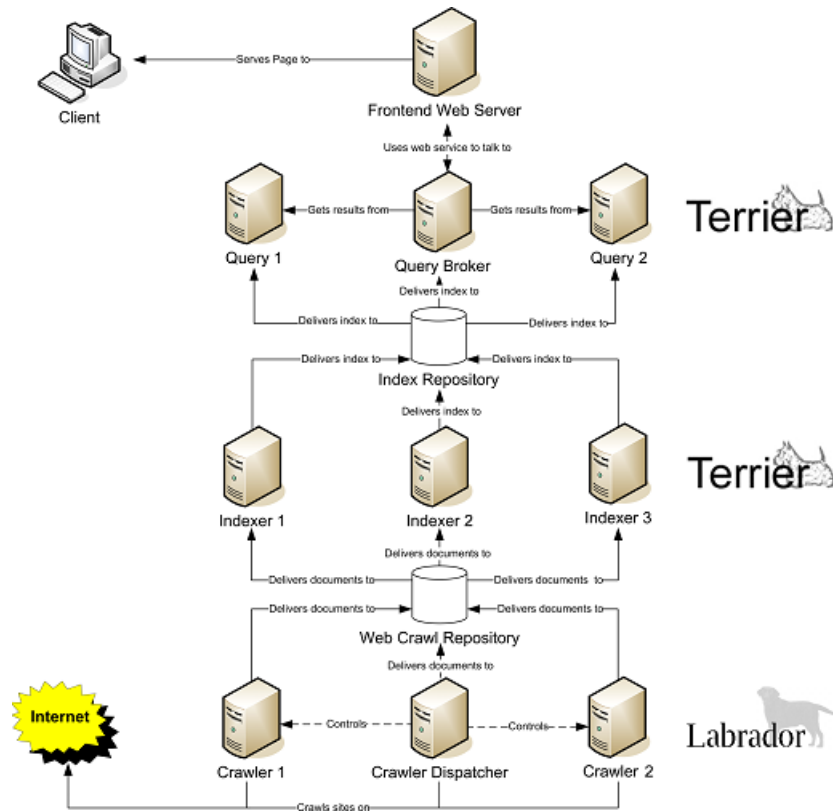 Serves Page to
Client
Frontend Web Server
Uses web service to talk to
Gets results from
Gets results from
Terrier
Query 1
Query Broker
Query 2
Delivers index to
Delivers index to
Delivers index to
Delivers index to
Delivers index to
Index Repository
Delivers index to
Terrier
Indexer 1
Indexer 2
Indexer 3
Delivers documents to
Delivers documents to
Delivers documents to
Delivers documents to
Delivers documents to
Web Crawl Repository
Delivers documents to
Internet
Controls
Controls
Labrador
Crawler 1
Crawler Dispatcher
Crawler 2
Crawls sites on